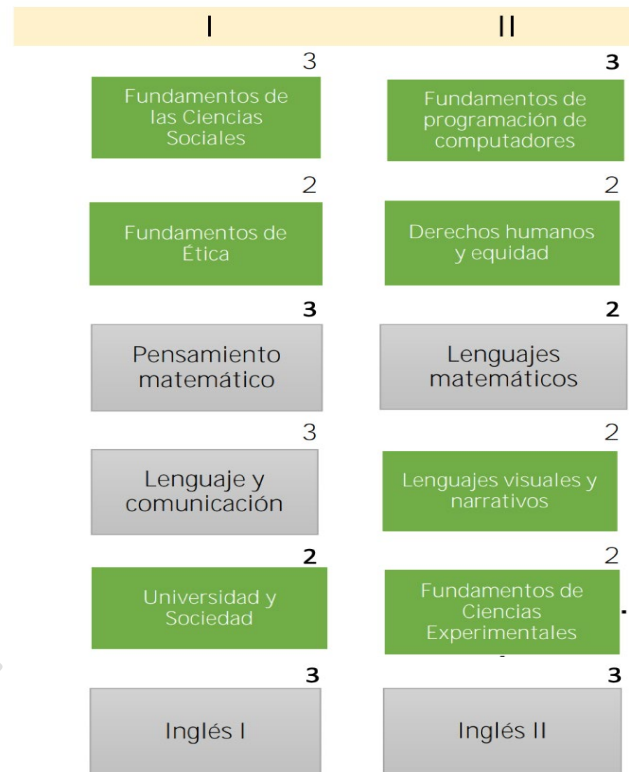 I
II
3
Fundamentos de
las Ciencias
Sociales
2
Fundamentos de
Ética
3
Pensamiento
matemático
3
Lenguaje y
comunicación
2
Universidad y
Sociedad
3
Inglés I
3
Fundamentos de
programación de
computadores
2
Derechos humanos
y equidad
2
Lenguajes
matemáticos
2
Lenguajes visuales y
narrativos
2
Fundamentos de
Ciencias
Experimentales
3
Inglés II